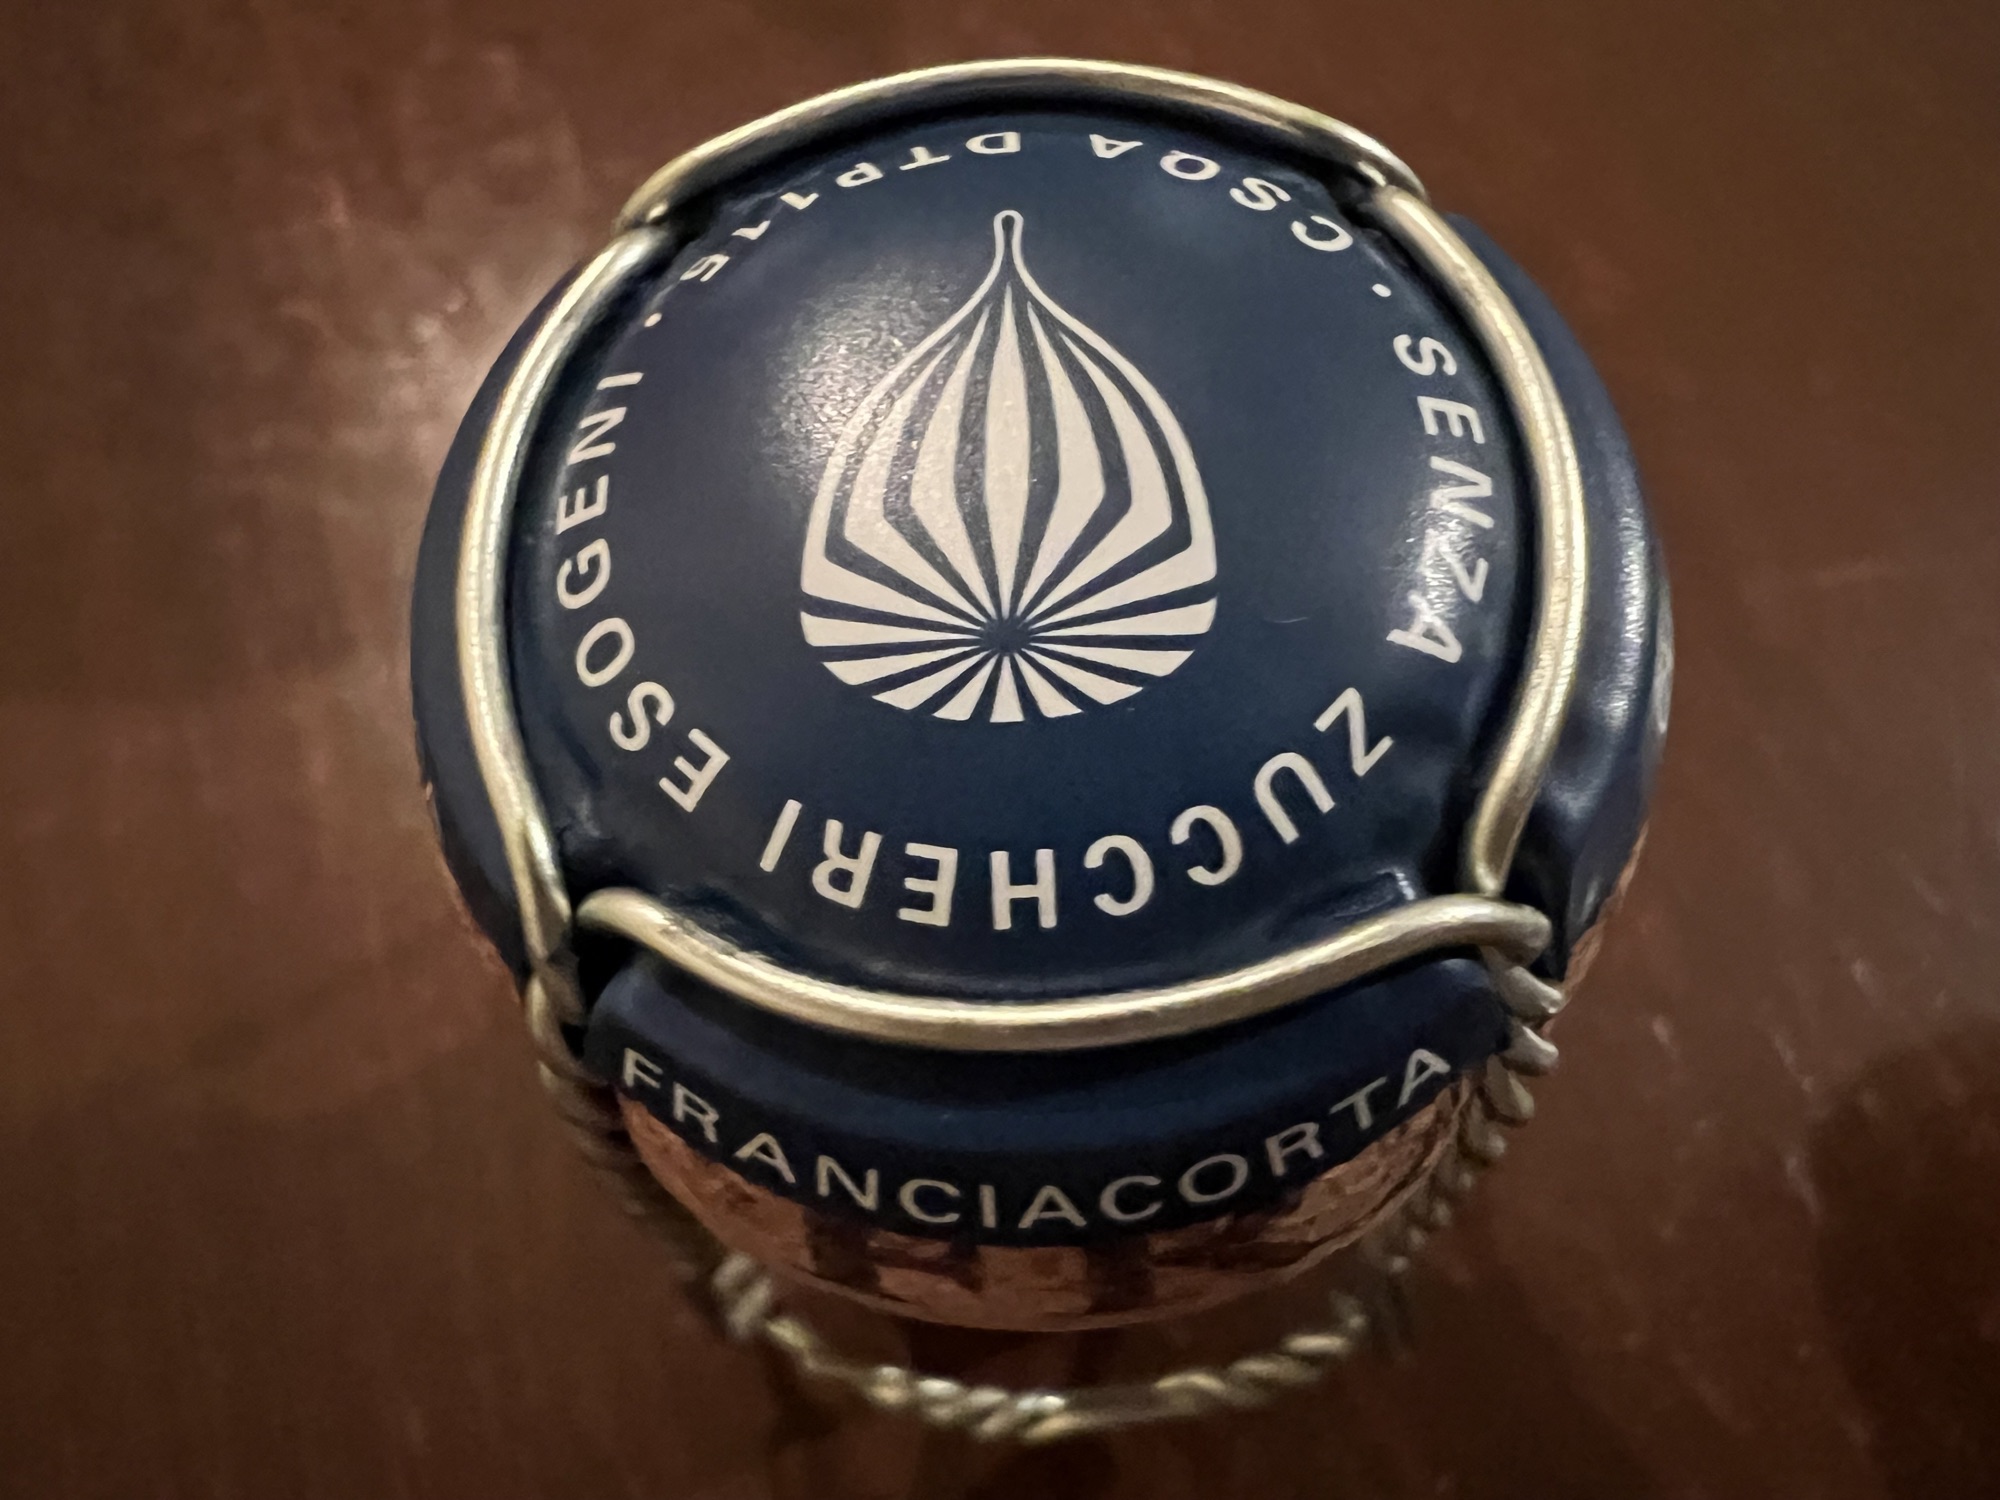 SENZA ZUCCHERI ESOGENI · CSQA DTP115 ·
FRANCIACORTA